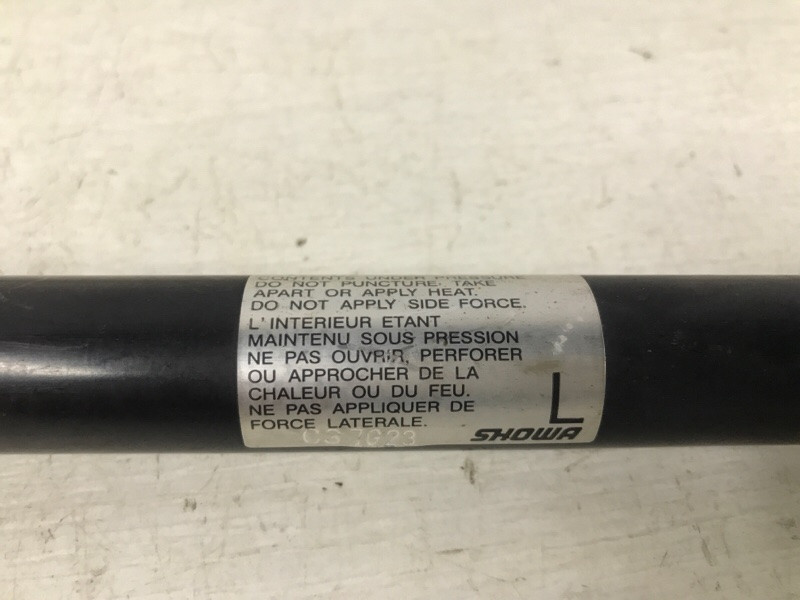 CONTENTS UNDER PRESSURE
DO NOT PUNCTURE, TAKE
APART OR APPLY HEAT.
DO NOT APPLY SIDE FORCE.
L'INTERIEUR ETANT
MAINTENU SOUS PRESSION
NE PAS OUVRIR, PERFORER
OU APPROCHER DE LA
CHALEUR OU DU FEU.
NE PAS APPLIQUER DE
FORCE LATERALE.
L
SHOWA